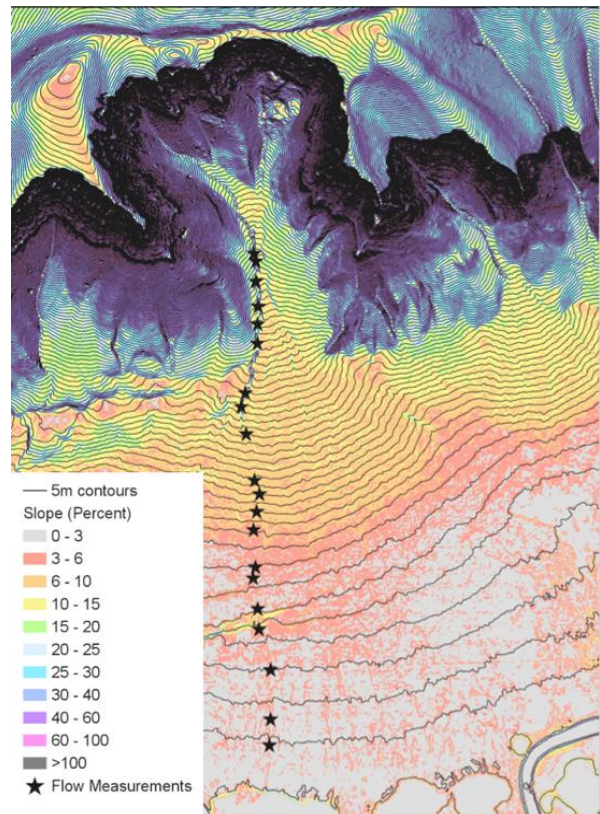 5m contours
Slope (Percent)
0 - 3
3 - 6
6 - 10
10 - 15
15 - 20
20 - 25
25 - 30
30 - 40
40 - 60
60 - 100
>100
Flow Measurements